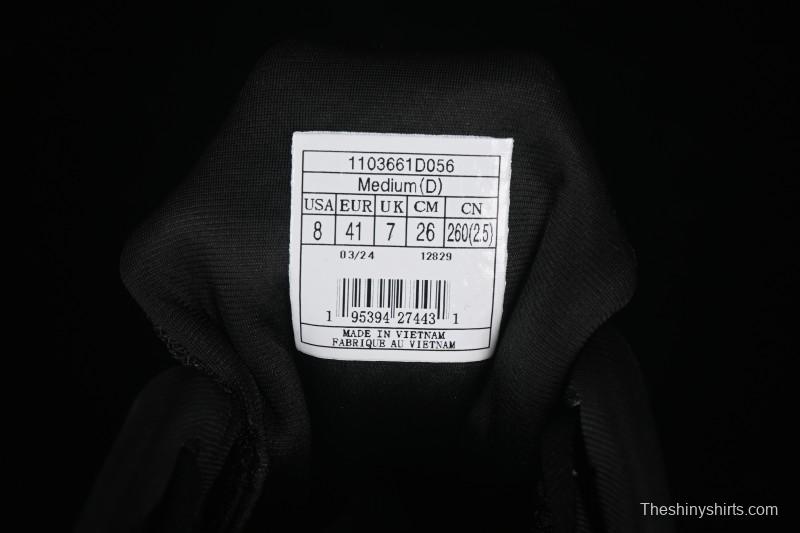 1103661D056
Medium(D)
USA EUR UK CM CN
8 41 7 26 260(2.5)
03/24 12829
1 95394 27443 1
MADE IN VIETNAM
FABRIQUE AU VIETNAM
Theshinyshirts.com